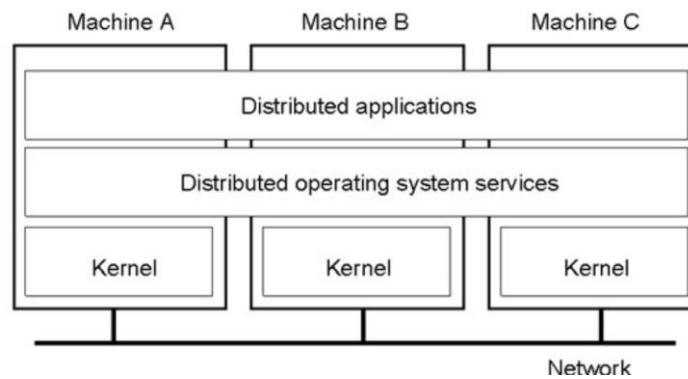 Machine A Machine B Machine C
Distributed applications
Distributed operating system services
Kernel Kernel Kernel
Network